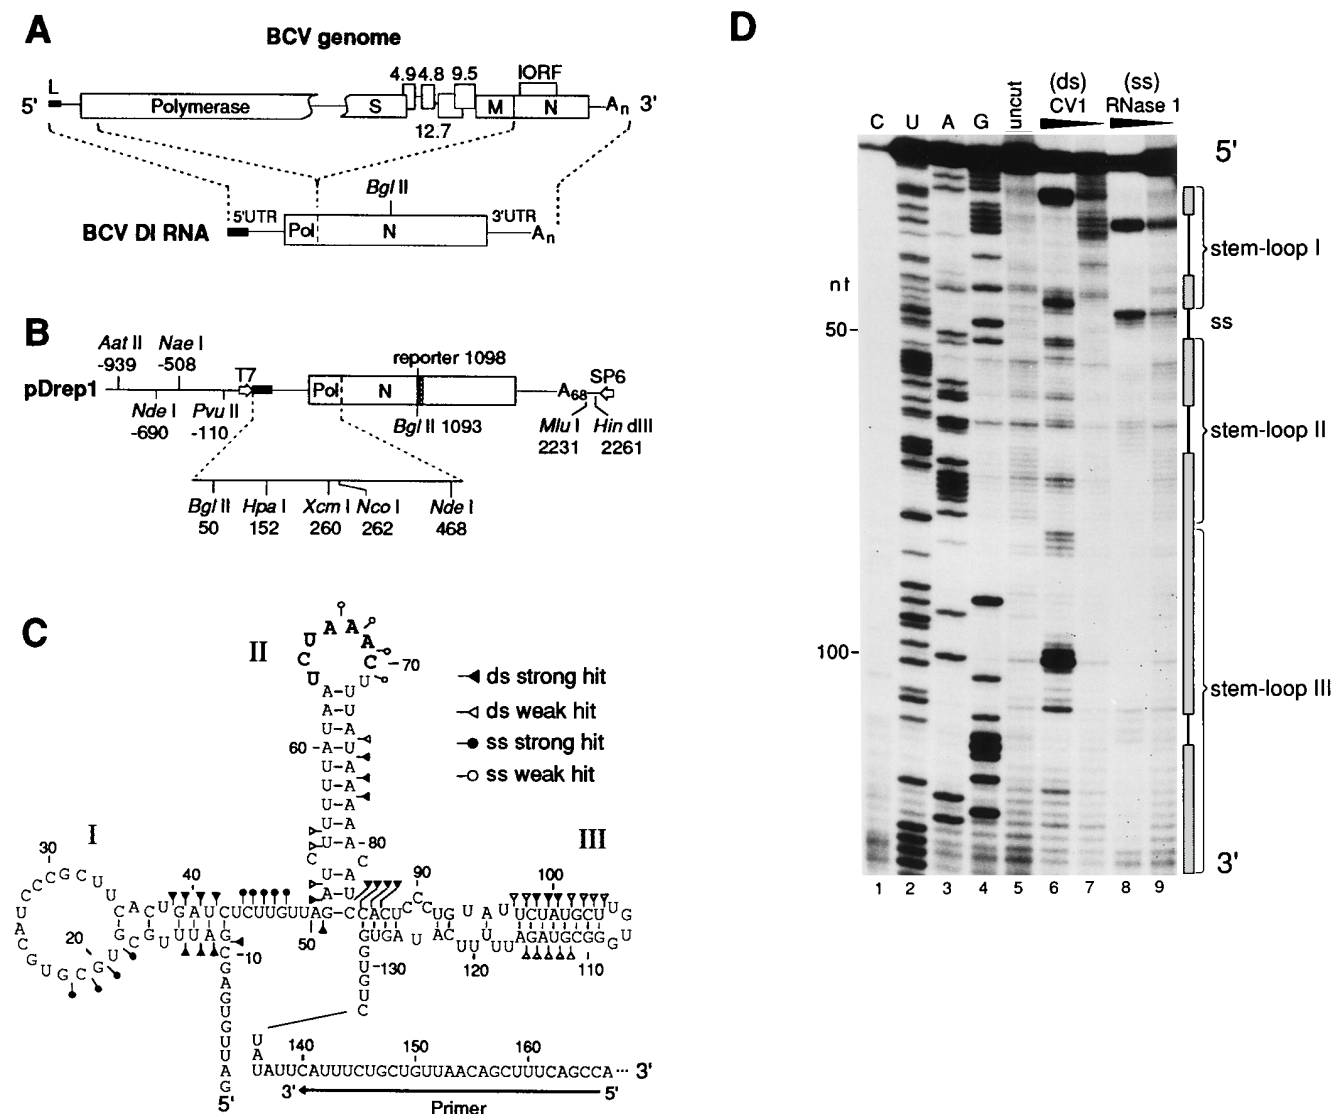 A
BCV genome
L
4.9 4.8 9.5 IORF
5' Polymerase S M N An 3'
12.7
Bgl II
5'UTR 3'UTR
BCV DI RNA Pol N An
B
Aat II Nae I
-939 -508
reporter 1098
T7 SP6
pDrep1 Pol N A68
Nde I Pvu II
-690 -110
Bgl II 1093
Mlu I Hin dIII
2231 2261
Bgl II Hpa I Xcm I Nco I Nde I
50 152 260 262 468
C
II
70
60
80
ds strong hit
ds weak hit
ss strong hit
ss weak hit
I
III
30
40
90
100
20
10
50
130
120
110
5'
140 150 160
UAUUCAUUUCUGCUGUUAACAGCUUUCAGCCA... 3'
3' 5'
Primer
D
(ds) (ss)
C U A G uncut CV1 RNase 1
5'
stem-loop I
nt
ss
50
stem-loop II
100
stem-loop III
3'
1 2 3 4 5 6 7 8 9